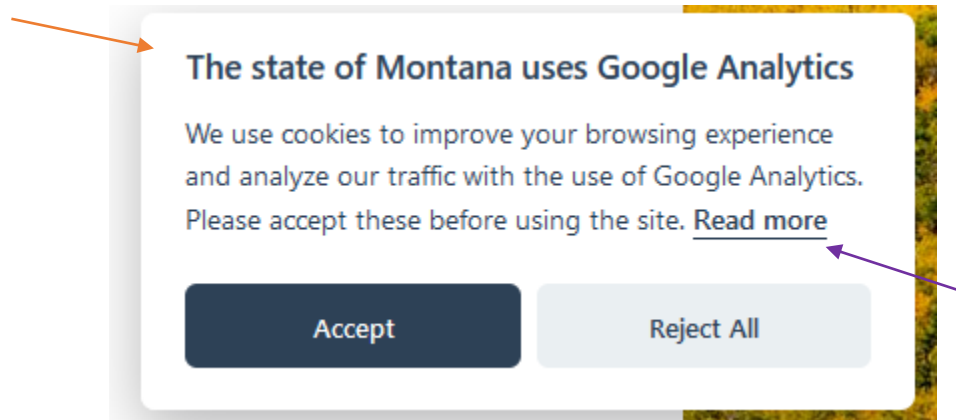 The state of Montana uses Google Analytics
We use cookies to improve your browsing experience
and analyze our traffic with the use of Google Analytics.
Please accept these before using the site. Read more
Accept
Reject All